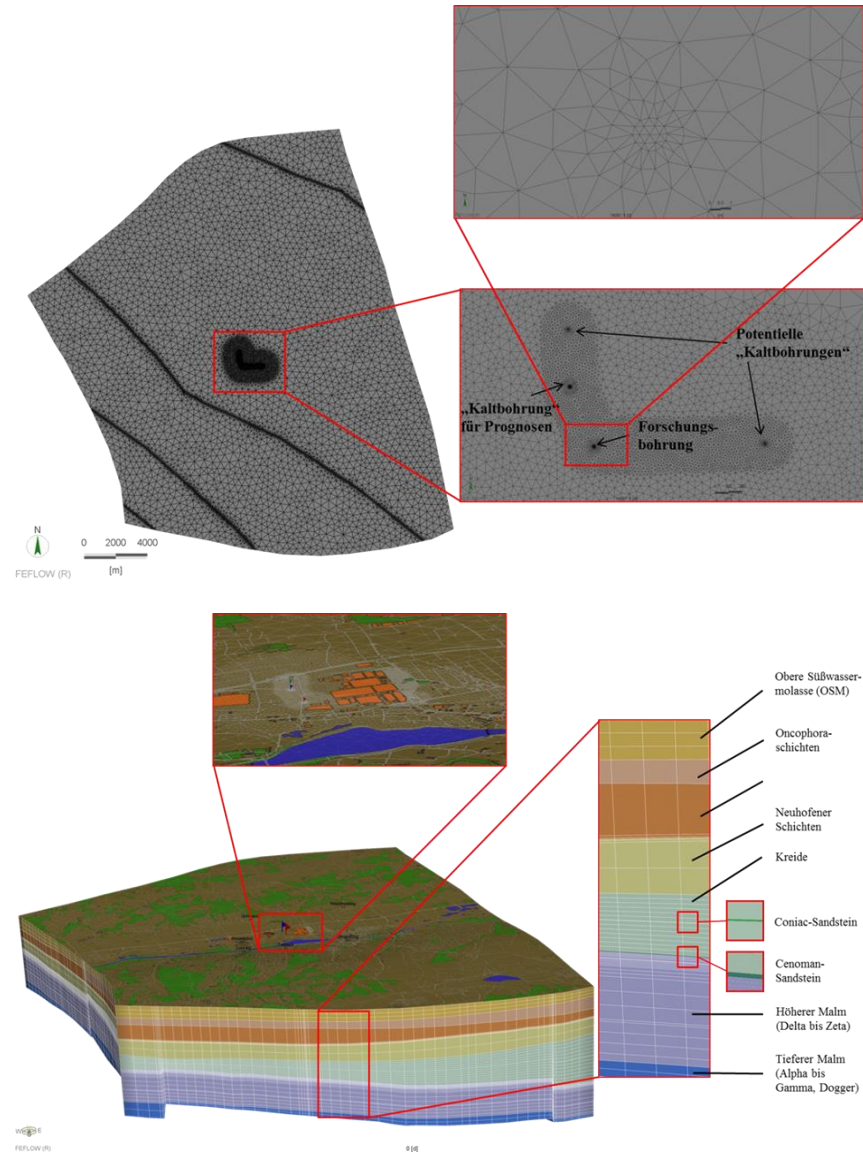 Potentielle
„Kaltbohrungen“
„Kaltbohrung“
für Prognosen
Forschungs-
bohrung
N
0 2000 4000
[m]
FEFLOW (R)
Obere Süßwasser-
molasse (OSM)
Oncophora-
schichten
Neuhofener
Schichten
Kreide
Coniac-Sandstein
Cenoman-
Sandstein
Höherer Malm
(Delta bis Zeta)
Tieferer Malm
(Alpha bis
Gamma, Dogger)
FEFLOW (R)
0 [d]